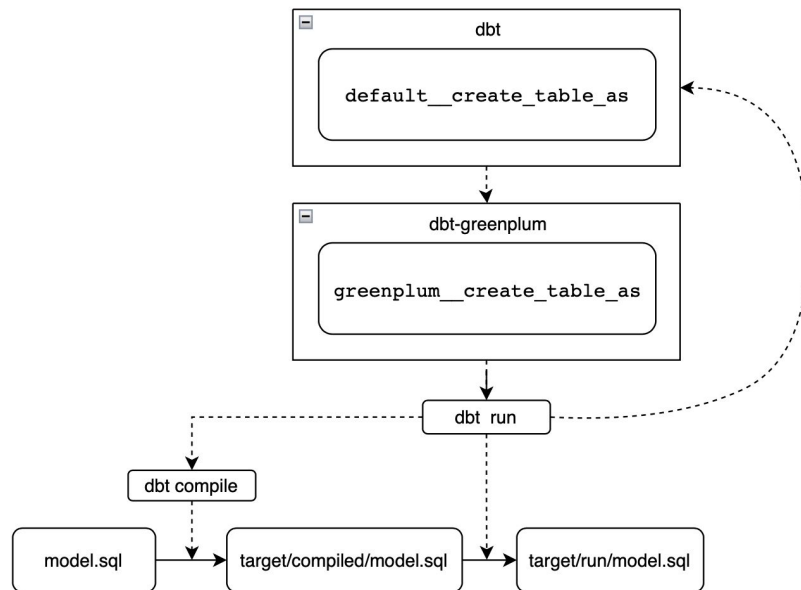 dbt
default__create_table_as
dbt-greenplum
greenplum__create_table_as
dbt run
dbt compile
model.sql
target/compiled/model.sql
target/run/model.sql